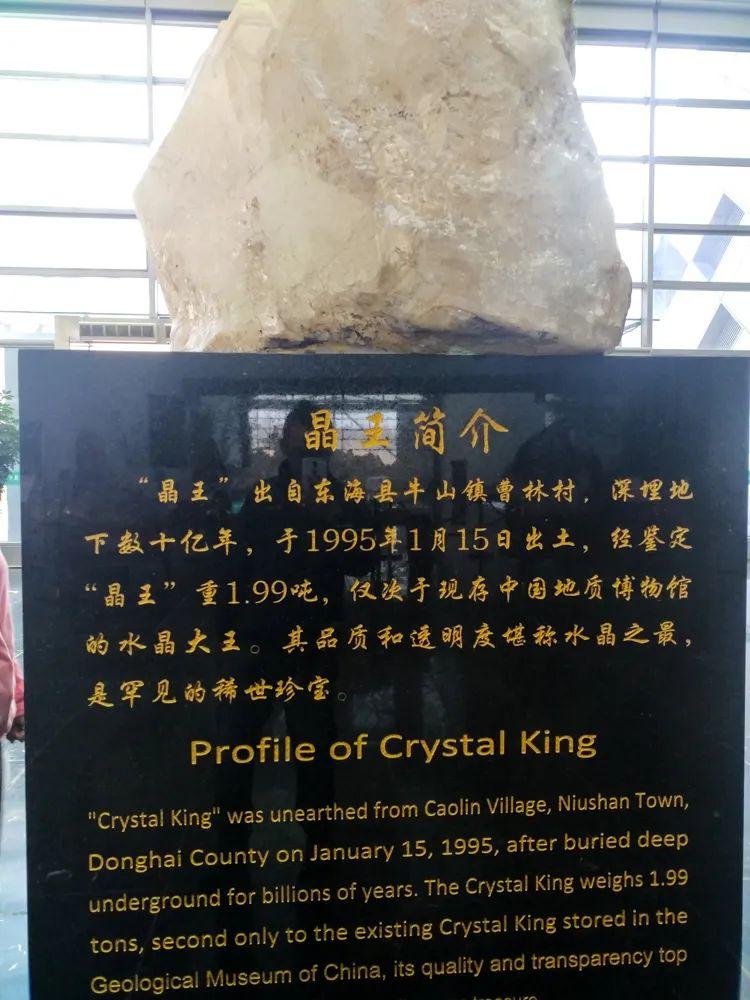 晶王简介
“晶王”出自东海县牛山镇曹林村，深埋地
下数十亿年，于1995年1月15日出土，经鉴定
“晶王”重1.99吨，仅次于现存中国地质博物馆
的水晶大王。其品质和透明度堪称水晶之最，
是罕见的稀世珍宝。
Profile of Crystal King
"Crystal King" was unearthed from Caolin Village, Niushan Town,
Donghai County on January 15, 1995, after buried deep
underground for billions of years. The Crystal King weighs 1.99
tons, second only to the existing Crystal King stored in the
Geological Museum of China, its quality and transparency top
treasure